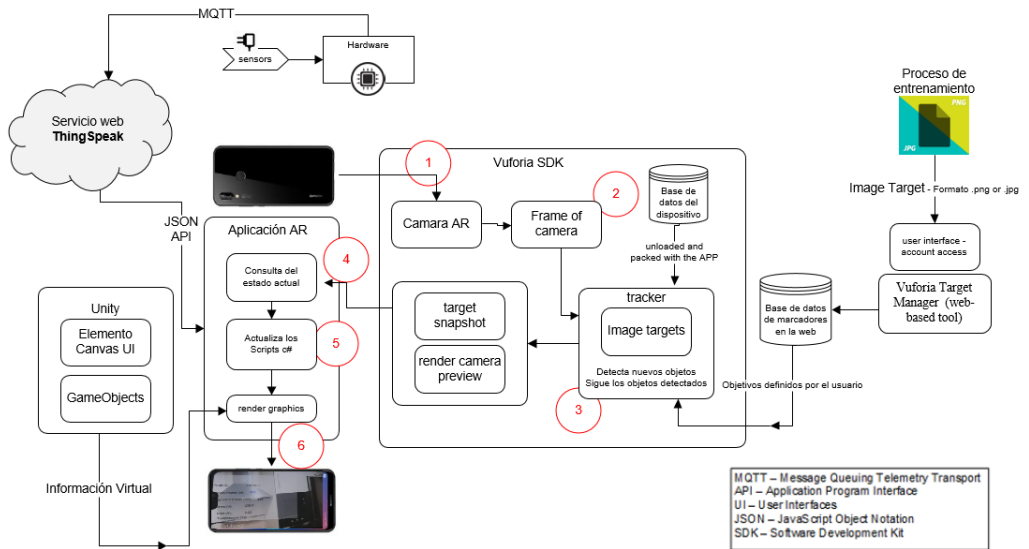 MQTT
Hardware
sensors
Servicio web
ThingSpeak
JSON
API
Proceso de
entrenamiento
PNG
JPG
Image Target - Formato .png or .jpg
user interface -
account access
Vuforia Target
Manager (web-
based tool)
Base de datos
de marcadores
en la web
Objetivos definidos por el usuario
Vuforia SDK
1
Camara AR
2
Frame of
camera
Base de
datos del
dispositivo
unloaded and
packed with the APP
tracker
Image targets
Detecta nuevos objetos
Sigue los objetos detectados
3
target
snapshot
render camera
preview
Aplicación AR
4
Consulta del
estado actual
Actualiza los
Scripts c#
5
render graphics
6
Unity
Elemento
Canvas UI
GameObjects
Información Virtual
MQTT – Message Queuing Telemetry Transport
API – Application Program Interface
UI – User Interfaces
JSON – JavaScript Object Notation
SDK – Software Development Kit